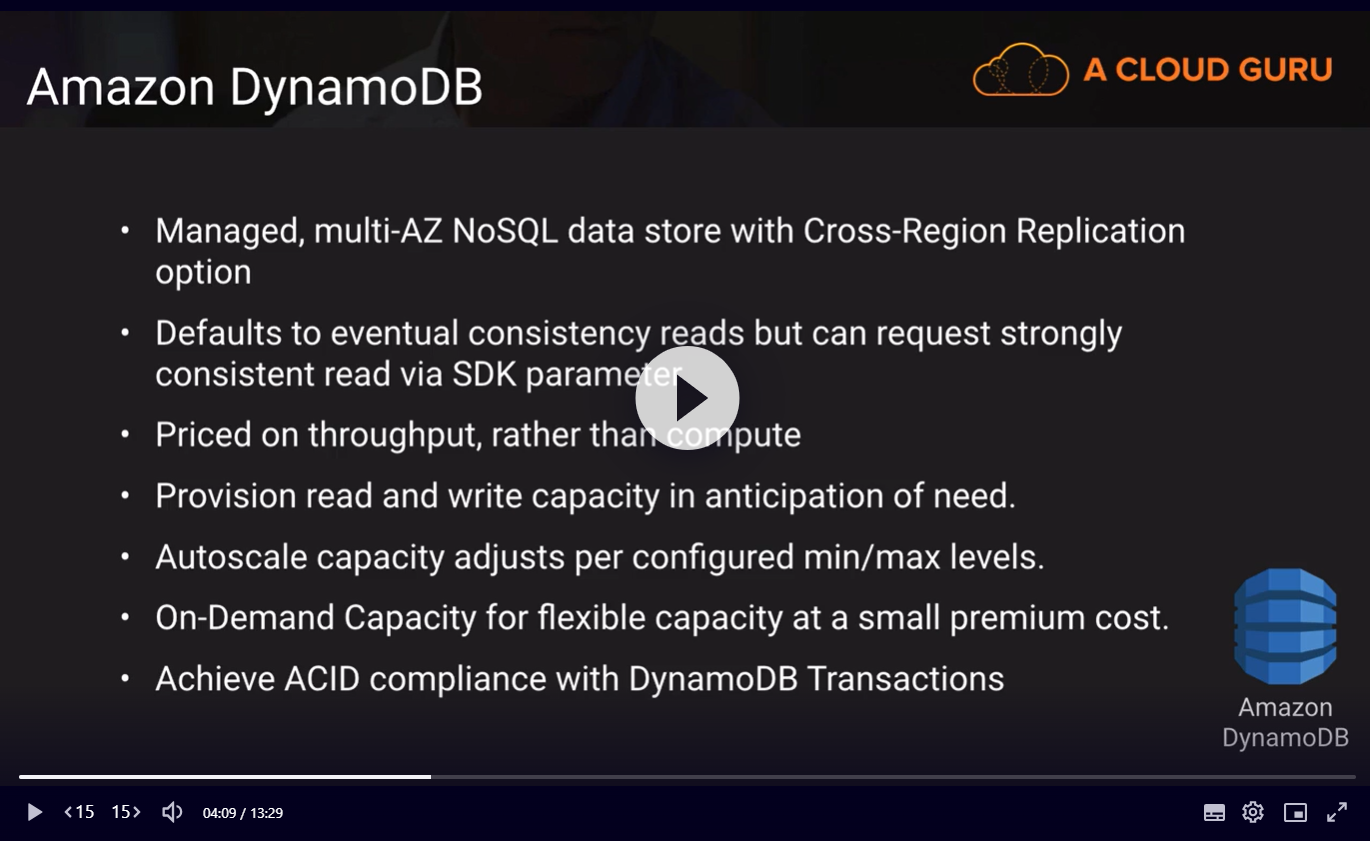 Amazon DynamoDB
A CLOUD GURU
• Managed, multi-AZ NoSQL data store with Cross-Region Replication
option
• Defaults to eventual consistency reads but can request strongly
consistent read via SDK parameter
• Priced on throughput, rather than compute
• Provision read and write capacity in anticipation of need.
• Autoscale capacity adjusts per configured min/max levels.
• On-Demand Capacity for flexible capacity at a small premium cost.
• Achieve ACID compliance with DynamoDB Transactions
Amazon
DynamoDB
<15 15> 04:09 / 13:29